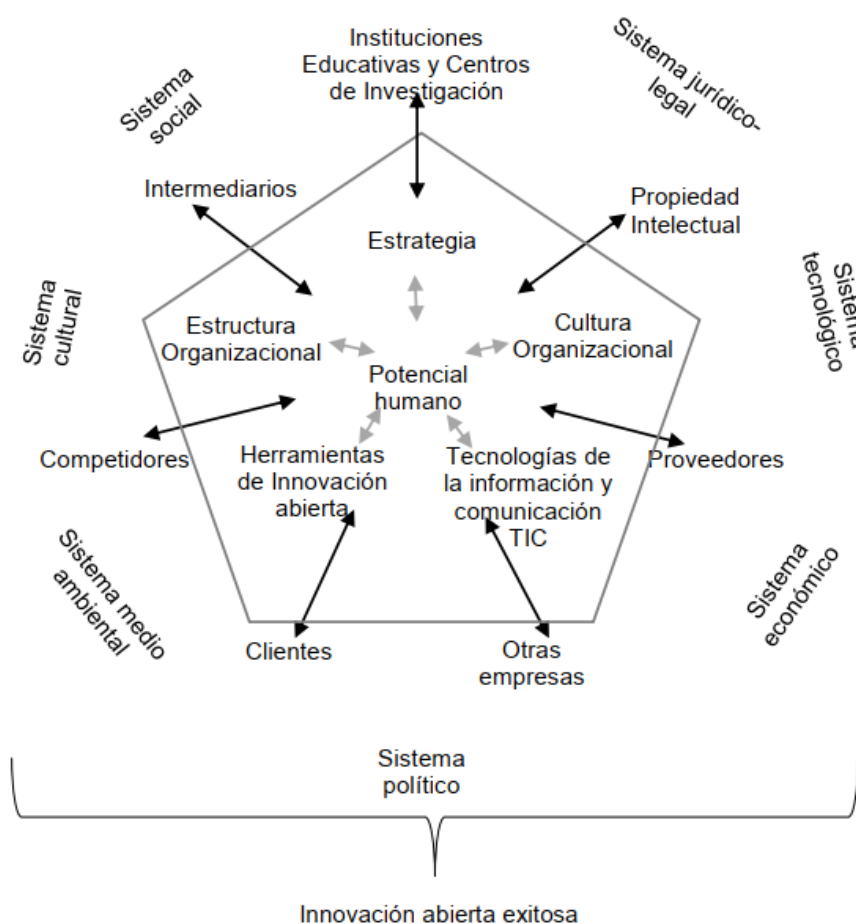 Instituciones
Educativas y Centros
de Investigación
Sistema
social
Sistema jurídico-
legal
Intermediarios
Propiedad
Intelectual
Estrategia
Sistema
cultural
Sistema
tecnológico
Estructura
Organizacional
Cultura
Organizacional
Potencial
humano
Competidores
Herramientas
de Innovación
abierta
Tecnologías de
la información y
comunicación
TIC
Proveedores
Sistema medio
ambiental
Sistema
económico
Clientes
Otras
empresas
Sistema
político
Innovación abierta exitosa